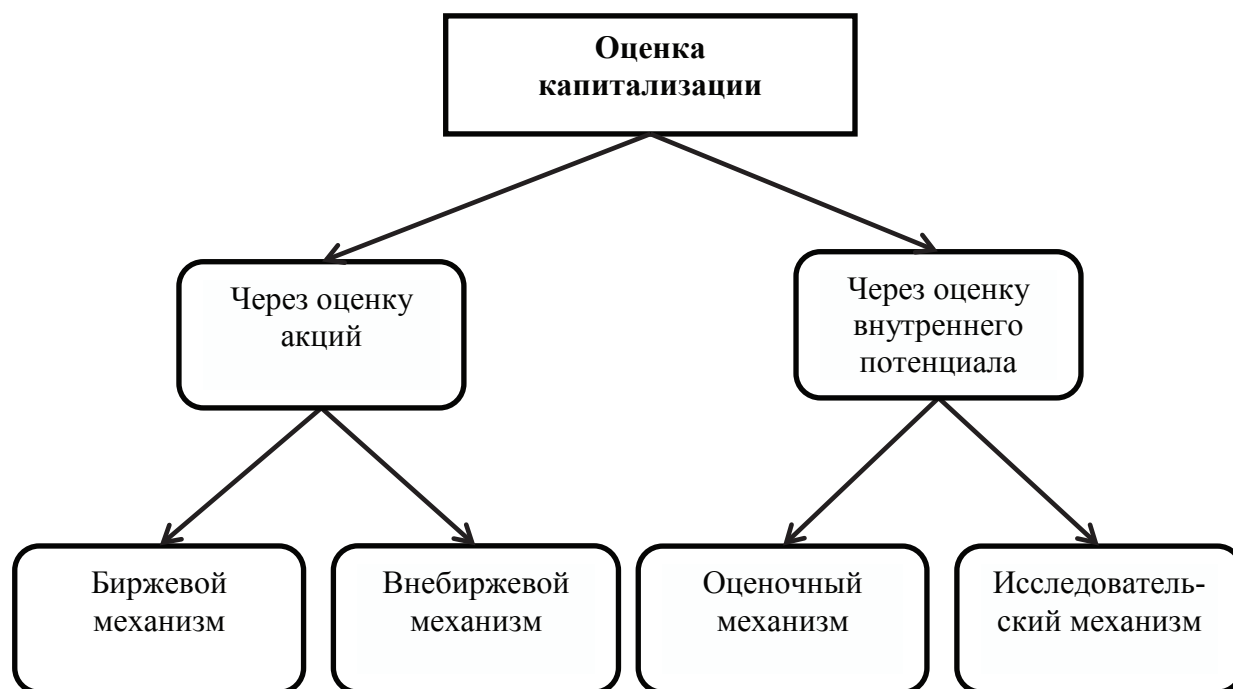 Оценка
капитализации
Через оценку
акций
Через оценку
внутреннего
потенциала
Биржевой
механизм
Внебиржевой
механизм
Оценочный
механизм
Исследователь-
ский механизм